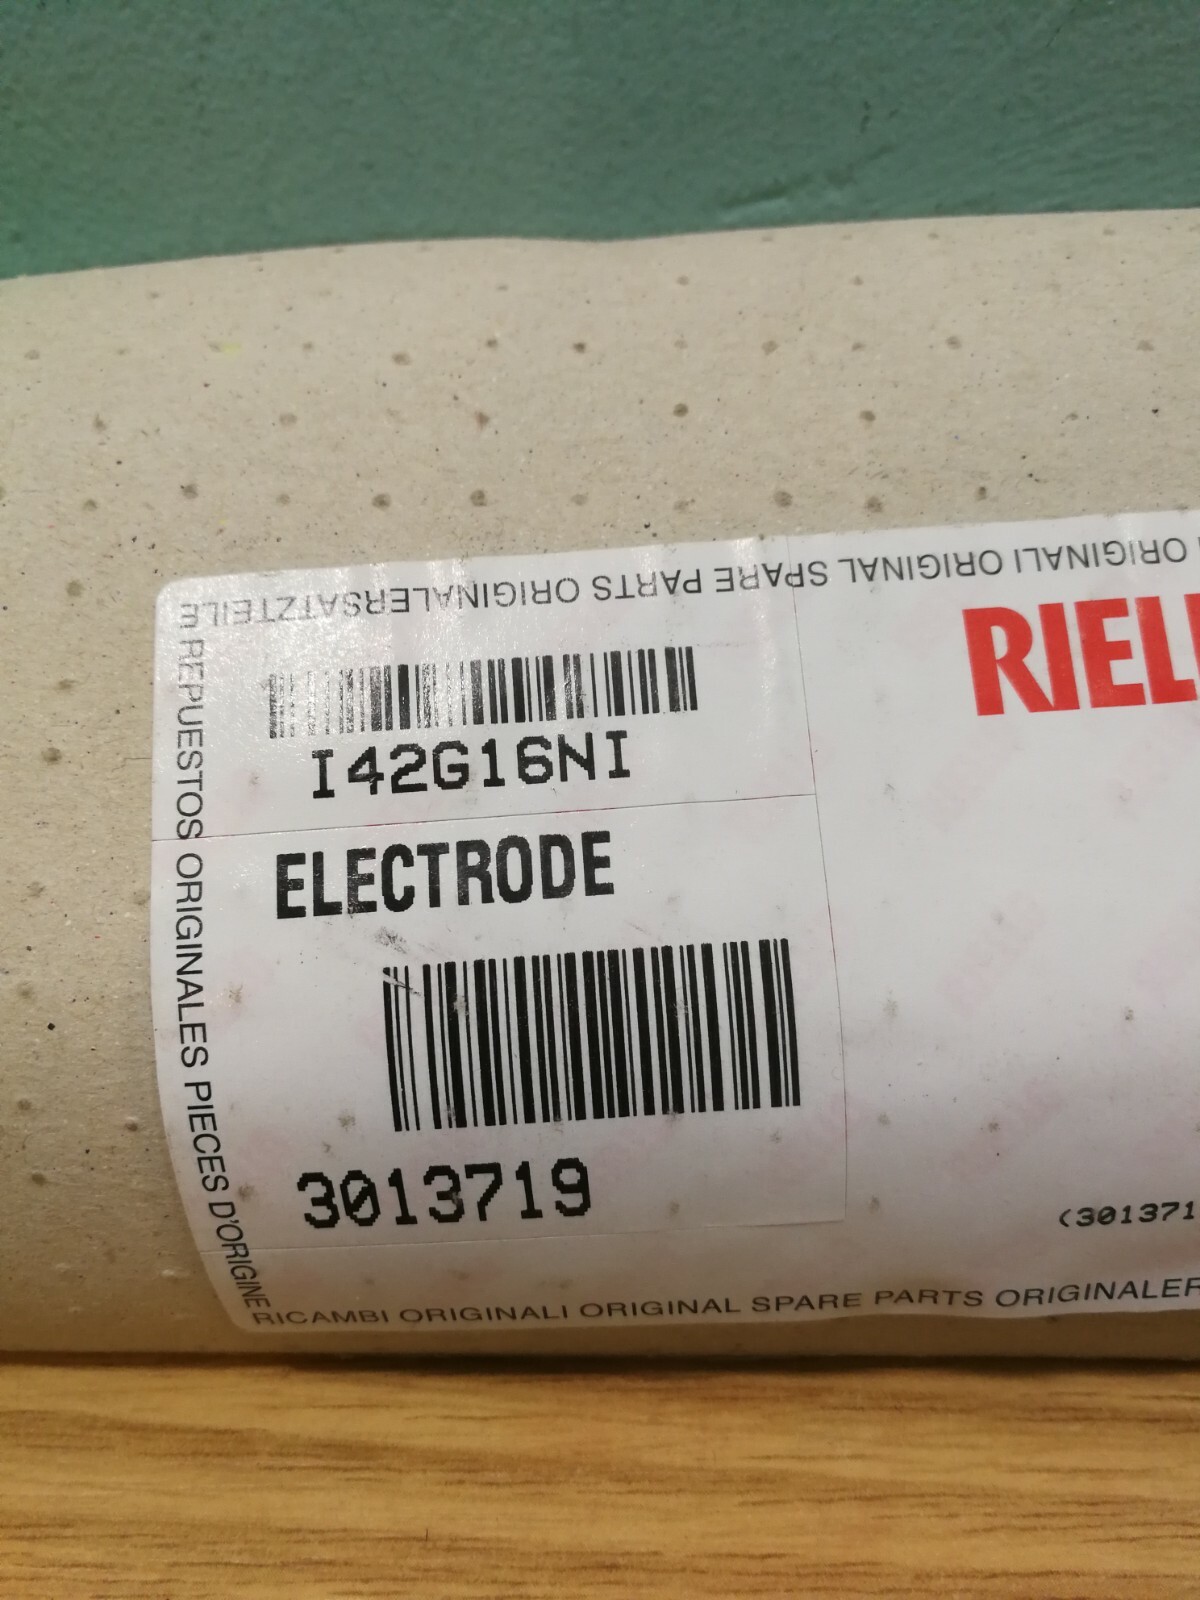 I ORIGINALI ORIGINAL SPARE PARTS ORIGINALERSATZTEILE
REPUESTOS ORIGINALES PIECES D'ORIGINE
RIEL
I42G16NI
ELECTRODE
3013719
(301371
RICAMBI ORIGINALI ORIGINAL SPARE PARTS ORIGINALER